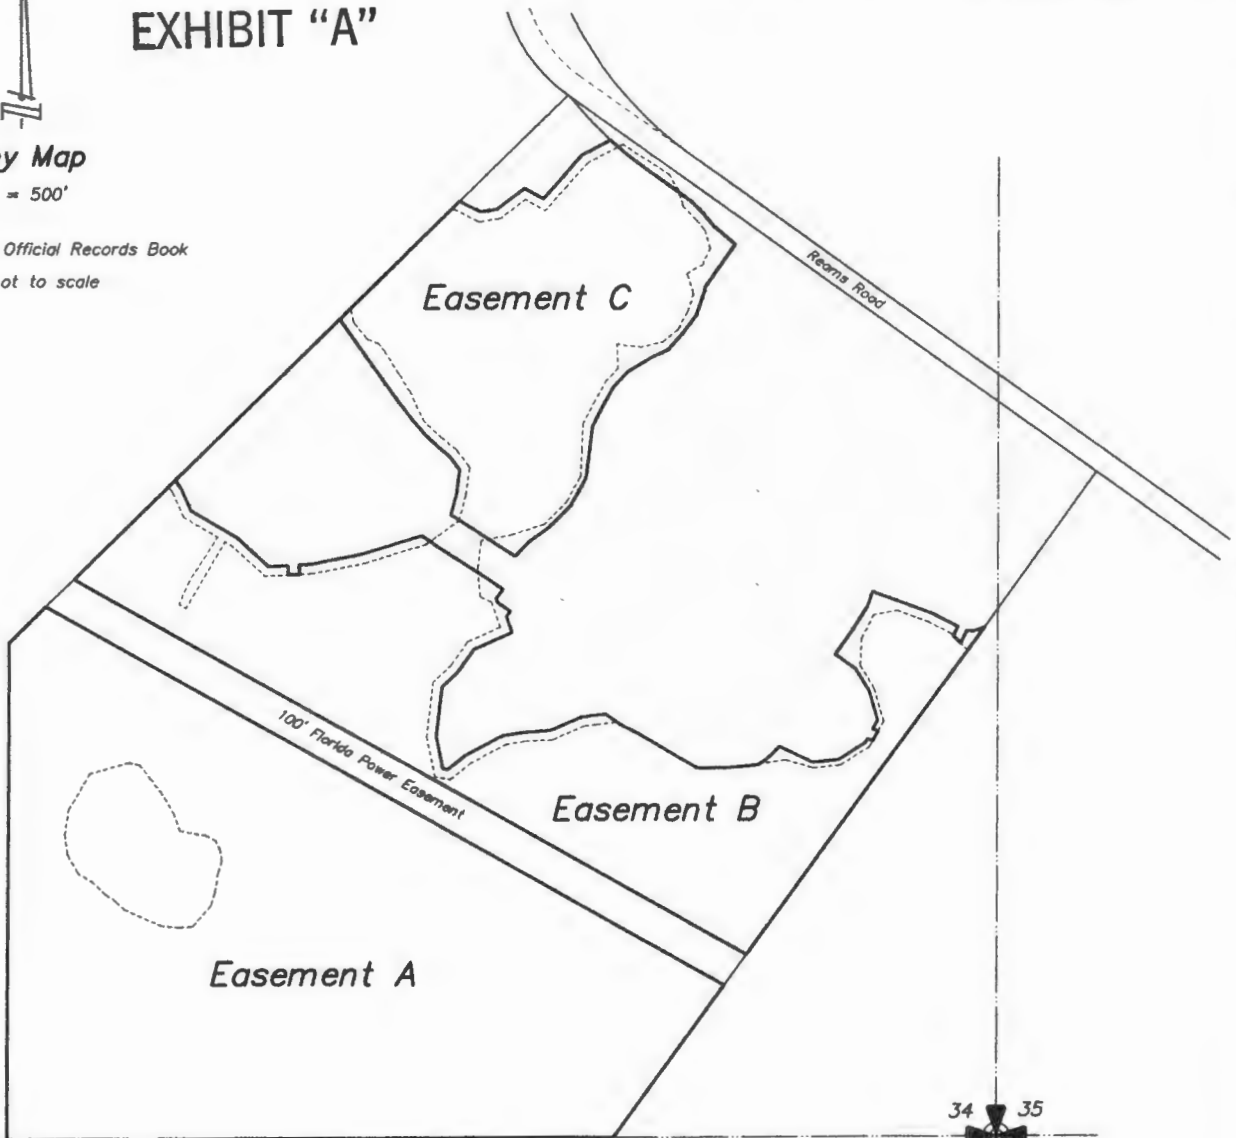 EXHIBIT “A”
y Map
= 500'
Official Records Book
ot to scale
Reams Road
Easement C
100' Florida Power Easement
Easement B
Easement A
34 35